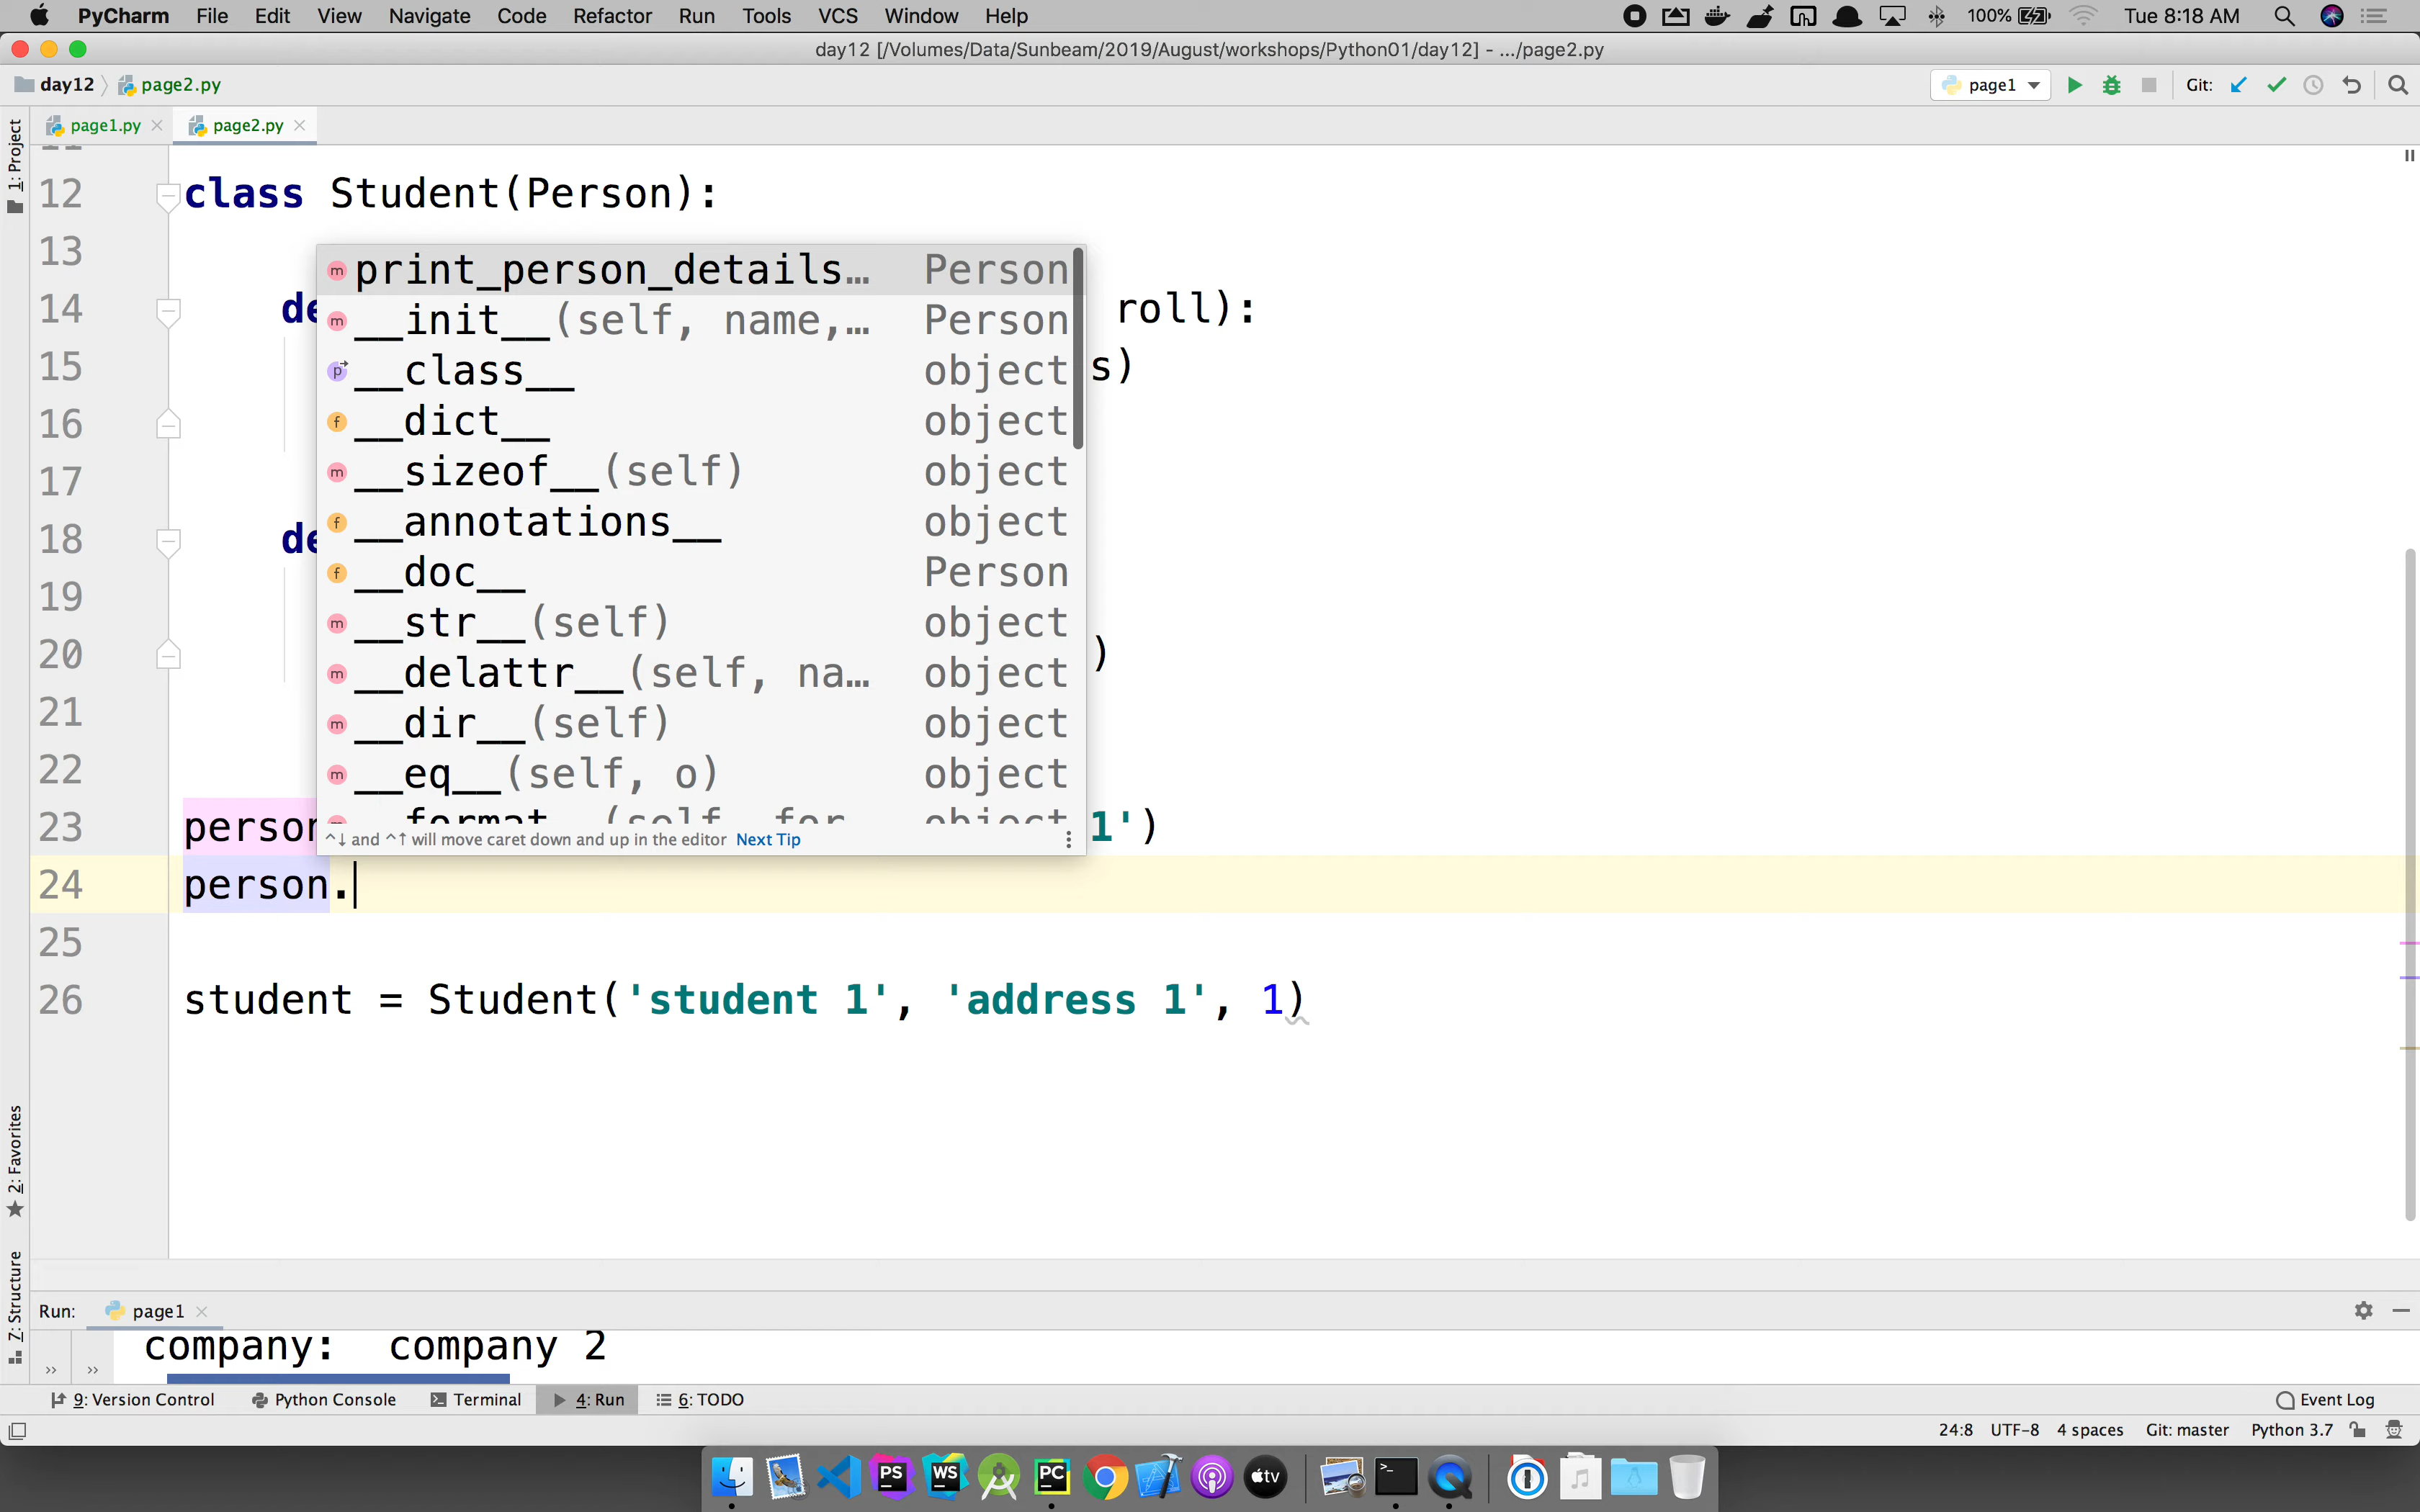 PyCharm File Edit View Navigate Code Refactor Run Tools VCS Window Help 100% Tue 8:18 AM
day12 [/Volumes/Data/Sunbeam/2019/August/workshops/Python01/day12] - .../page2.py
day12 page2.py page1 Git:
page1.py page2.py
1: Project
12 class Student(Person):
13
print_person_details… Person
14 de roll):
__init__(self, name,… Person
15 s)
__class__ object
16
__dict__ object
17
__sizeof__(self) object
__annotations__ object
18 de
__doc__ Person
19
__str__(self) object
20 )
__delattr__(self, na… object
21
__dir__(self) object
22
__eq__(self, o) object
23 person 1')
^↓ and ^↑ will move caret down and up in the editor Next Tip
24 person.
25
26 student = Student('student 1', 'address 1', 1)
2: Favorites
7: Structure
Run: page1
company: company 2
9: Version Control Python Console Terminal 4: Run 6: TODO Event Log
24:8 UTF-8 4 spaces Git: master Python 3.7
PS WS PC tv